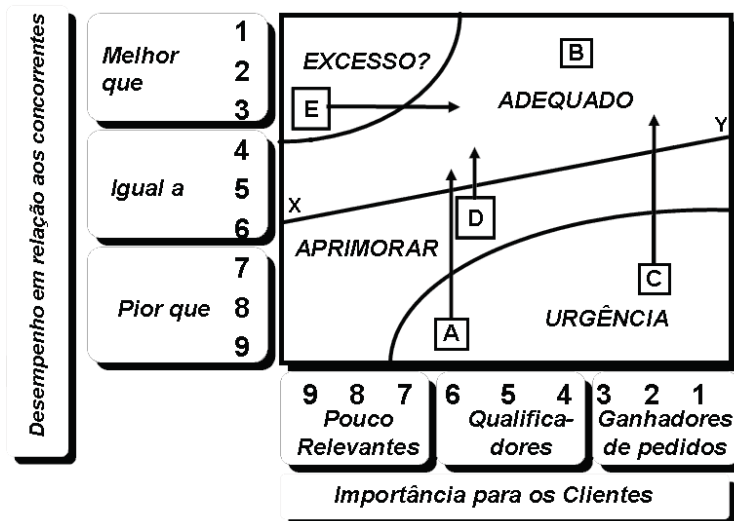 Desempenho em relação aos concorrentes
Melhor
que
1
2
3
Igual a
4
5
6
Pior que
7
8
9
EXCESSO?
B
E
ADEQUADO
Y
X
D
APRIMORAR
C
A
URGÊNCIA
9 8 7
Pouco
Relevantes
6 5 4
Qualifica-
dores
3 2 1
Ganhadores
de pedidos
Importância para os Clientes